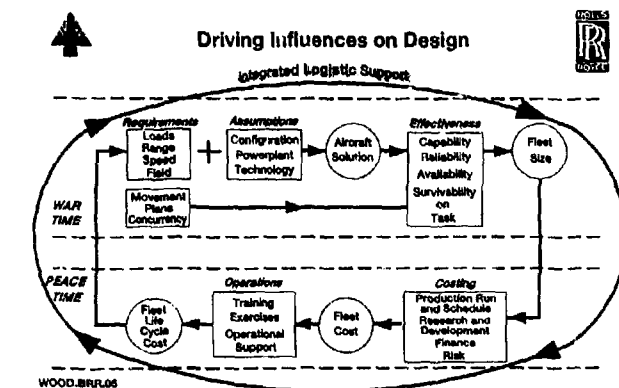 Driving Influences on Design
ROLLS
RR
ROYCE
Integrated Logistic Support
Requirements
Loads
Range
Speed
Field
Assumptions
Configuration
Powerplant
Technology
Aircraft
Solution
Effectiveness
Capability
Reliability
Availability
Survivability
on
Task
Fleet
Size
WAR
TIME
Movement
Plans
Concurrency
PEACE
TIME
Fleet
Life
Cycle
Cost
Operations
Training
Exercises
Operational
Support
Fleet
Cost
Costing
Production Run
and Schedule
Research and
Development
Finance
Risk
WOOD.BRR.06